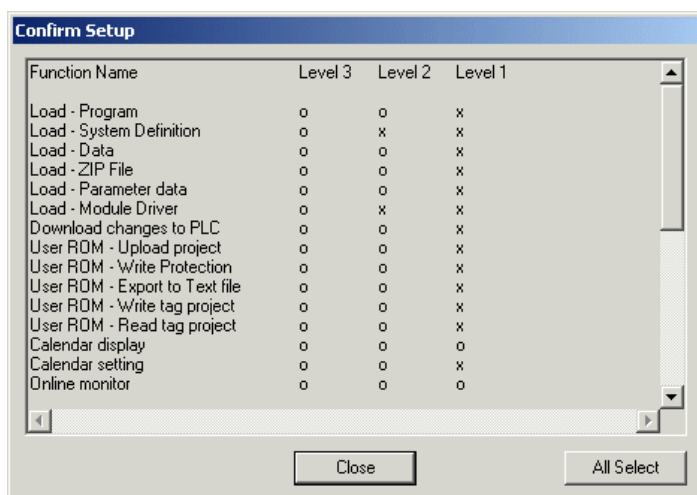 Confirm Setup
Function Name Level 3 Level 2 Level 1
Load - Program o o x
Load - System Definition o x x
Load - Data o o x
Load - ZIP File o o x
Load - Parameter data o o x
Load - Module Driver o x x
Download changes to PLC o o x
User ROM - Upload project o o x
User ROM - Write Protection o o x
User ROM - Export to Text file o o x
User ROM - Write tag project o o x
User ROM - Read tag project o o x
Calendar display o o o
Calendar setting o o x
Online monitor o o o
Close All Select